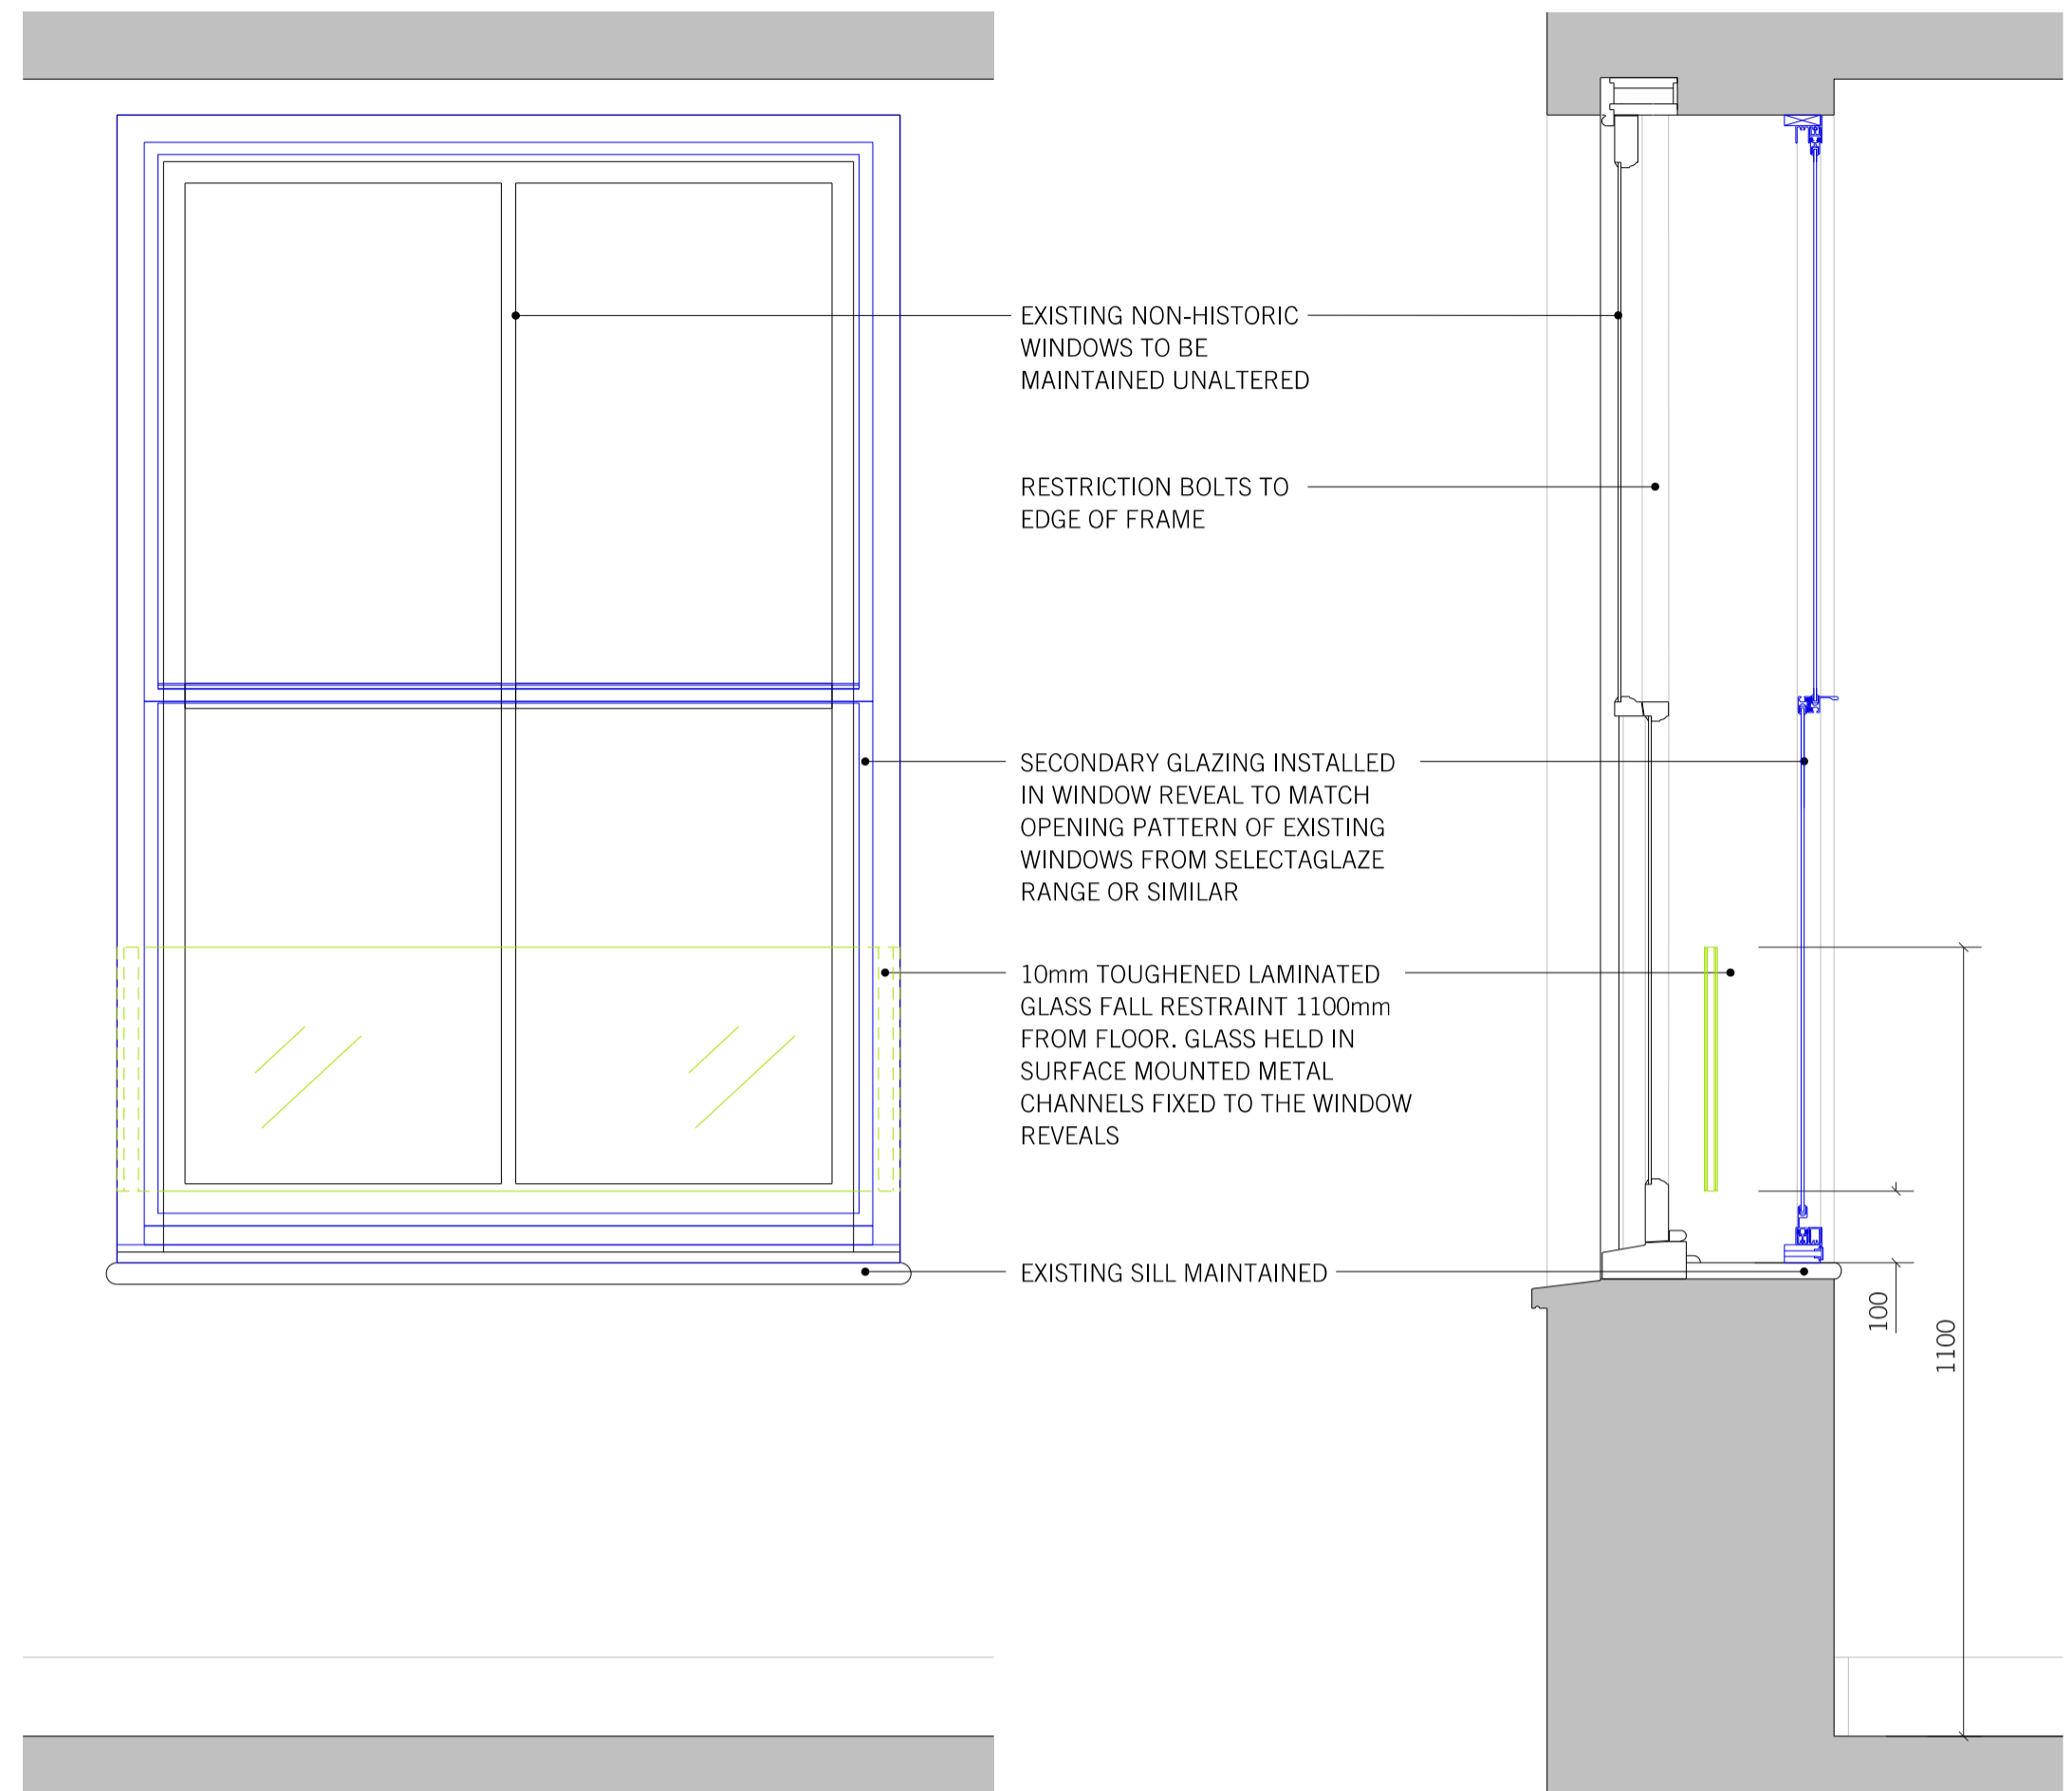 EXISTING NON-HISTORIC
WINDOWS TO BE
MAINTAINED UNALTERED
RESTRICTION BOLTS TO
EDGE OF FRAME
SECONDARY GLAZING INSTALLED
IN WINDOW REVEAL TO MATCH
OPENING PATTERN OF EXISTING
WINDOWS FROM SELECTAGLAZE
RANGE OR SIMILAR
10mm TOUGHENED LAMINATED
GLASS FALL RESTRAINT 1100mm
FROM FLOOR. GLASS HELD IN
SURFACE MOUNTED METAL
CHANNELS FIXED TO THE WINDOW
REVEALS
EXISTING SILL MAINTAINED
100
1100